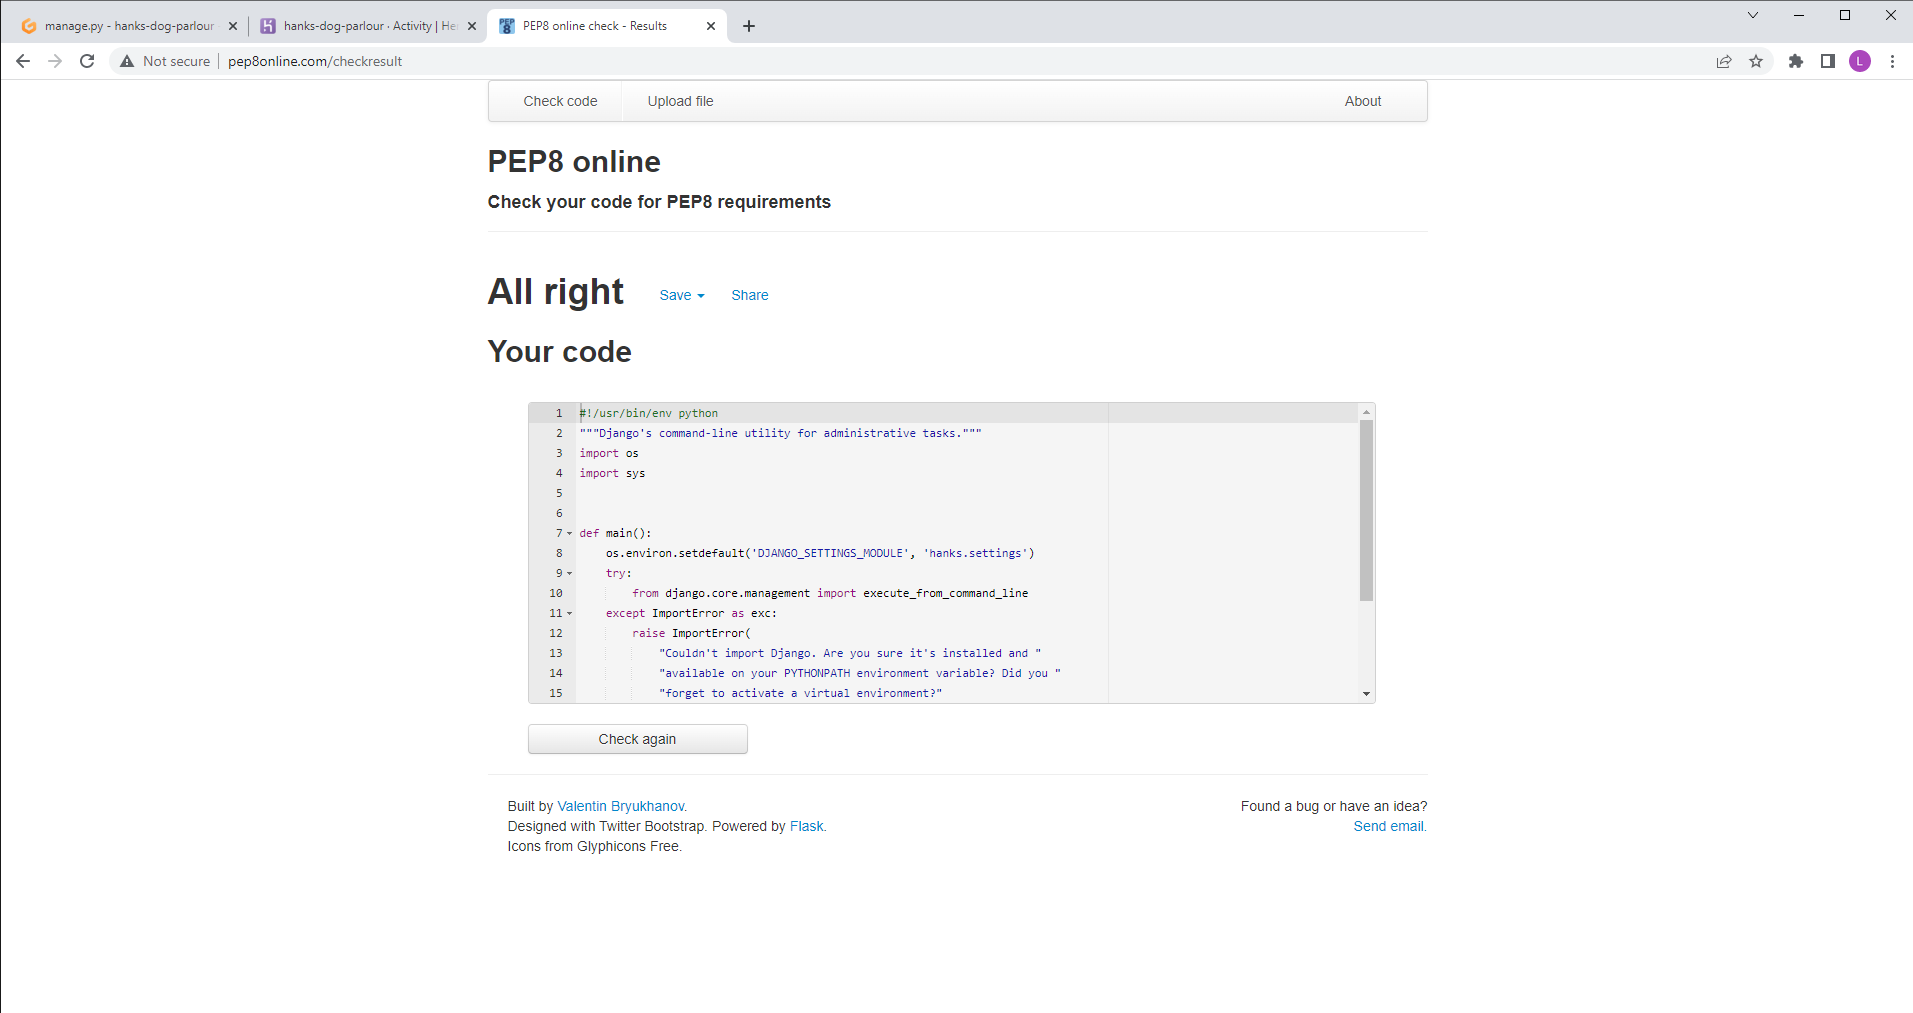 manage.py - hanks-dog-parlour
hanks-dog-parlour · Activity | He
PEP8 online check - Results
Not secure
pep8online.com/checkresult
L
Check code
Upload file
About
PEP8 online
Check your code for PEP8 requirements
All right
Save
Share
Your code
1 #!/usr/bin/env python
2 """Django's command-line utility for administrative tasks."""
3 import os
4 import sys
5
6
7 def main():
8 os.environ.setdefault('DJANGO_SETTINGS_MODULE', 'hanks.settings')
9 try:
10 from django.core.management import execute_from_command_line
11 except ImportError as exc:
12 raise ImportError(
13 "Couldn't import Django. Are you sure it's installed and "
14 "available on your PYTHONPATH environment variable? Did you "
15 "forget to activate a virtual environment?"
Check again
Built by Valentin Bryukhanov.
Designed with Twitter Bootstrap. Powered by Flask.
Icons from Glyphicons Free.
Found a bug or have an idea?
Send email.